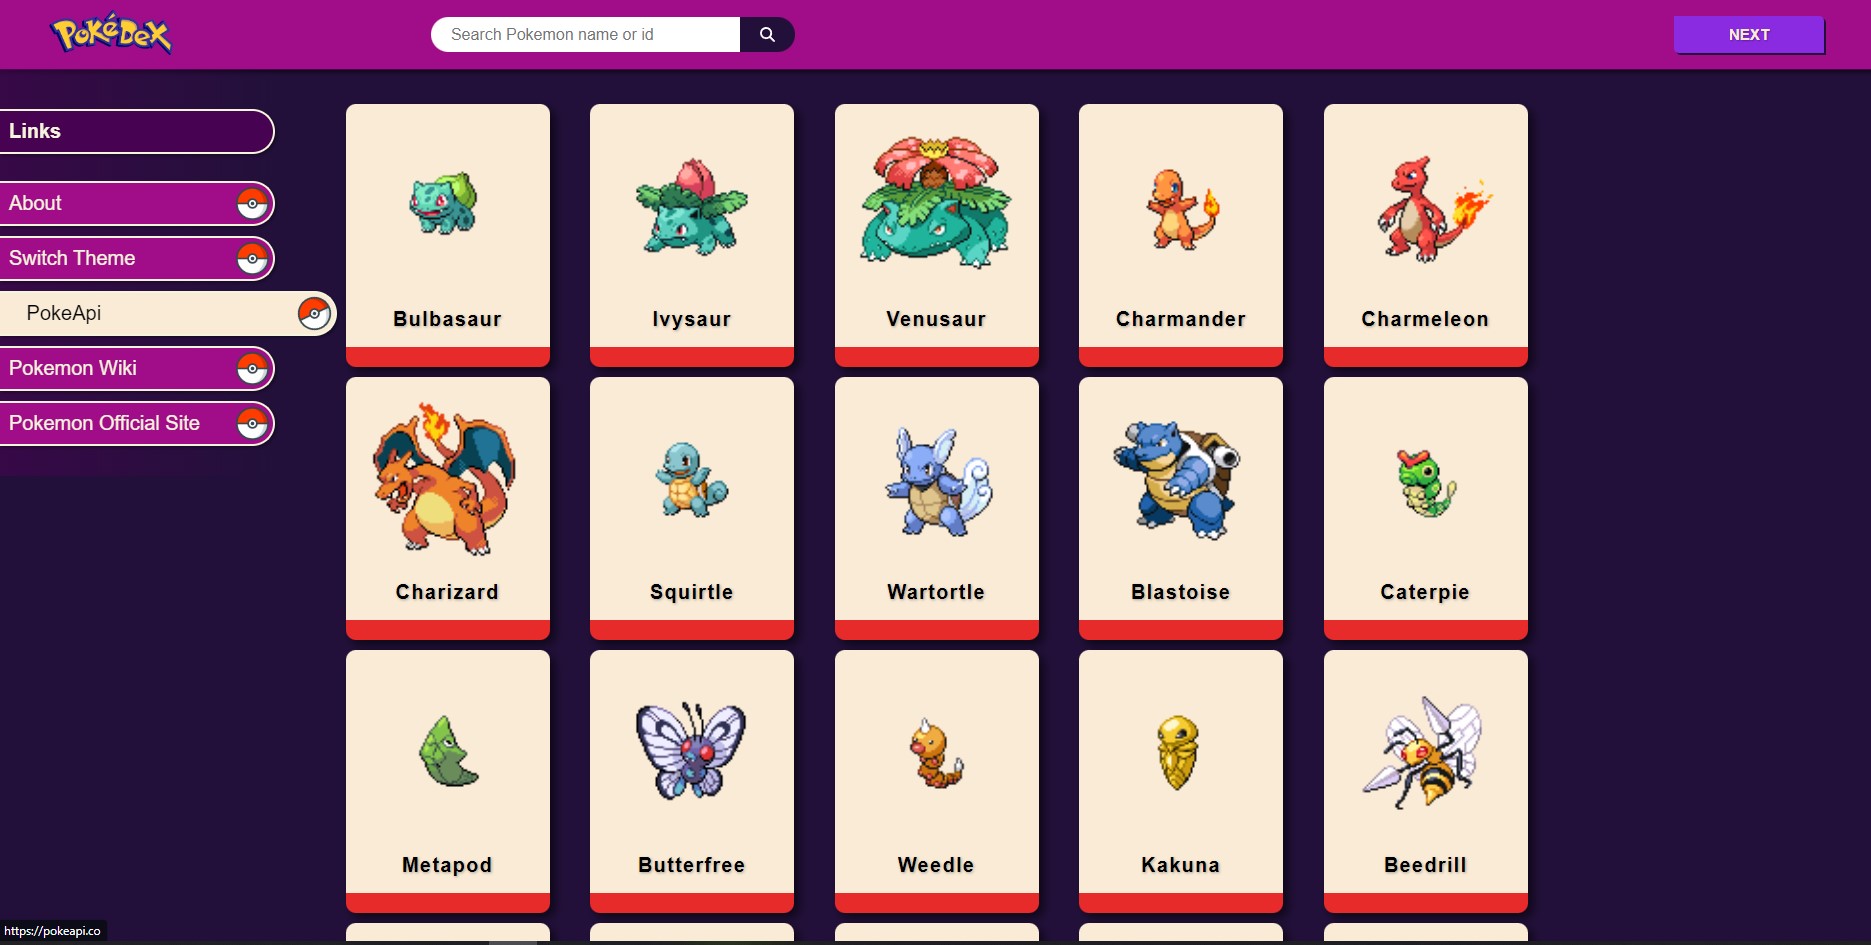 PokéDex
Search Pokemon name or id
NEXT
Links
About
Switch Theme
PokeApi
Pokemon Wiki
Pokemon Official Site
Bulbasaur
Ivysaur
Venusaur
Charmander
Charmeleon
Charizard
Squirtle
Wartortle
Blastoise
Caterpie
Metapod
Butterfree
Weedle
Kakuna
Beedrill
https://pokeapi.co